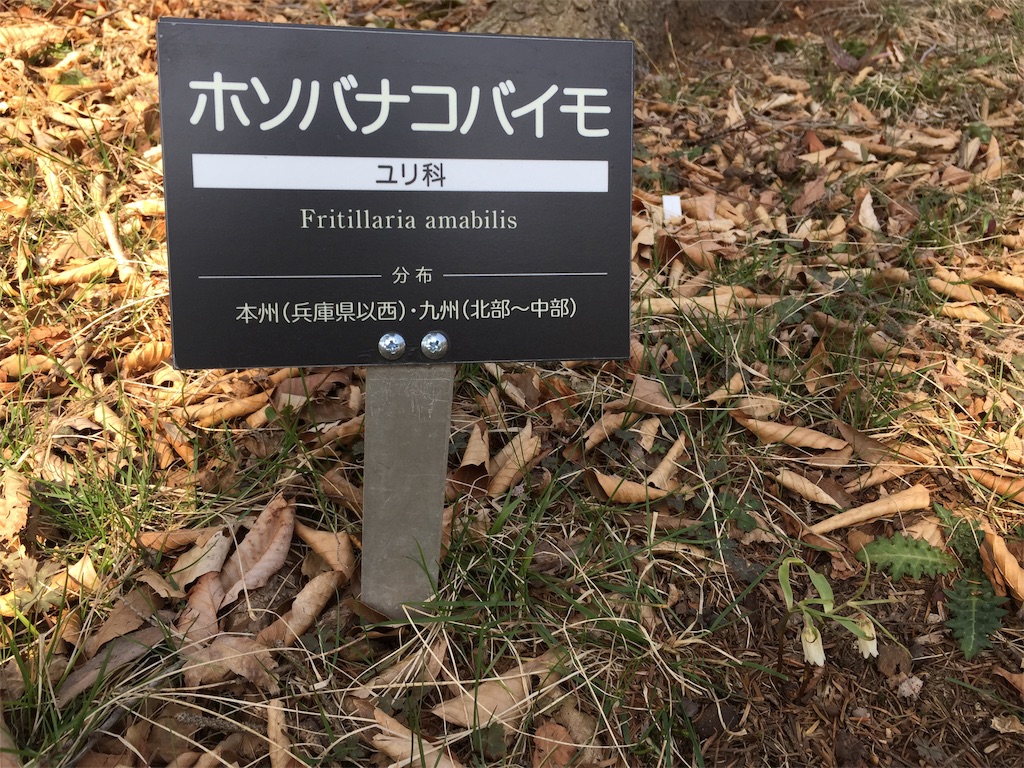 ホソバナコバイモ
ユリ科
Fritillaria amabilis
分布
本州(兵庫県以西)・九州(北部〜中部)